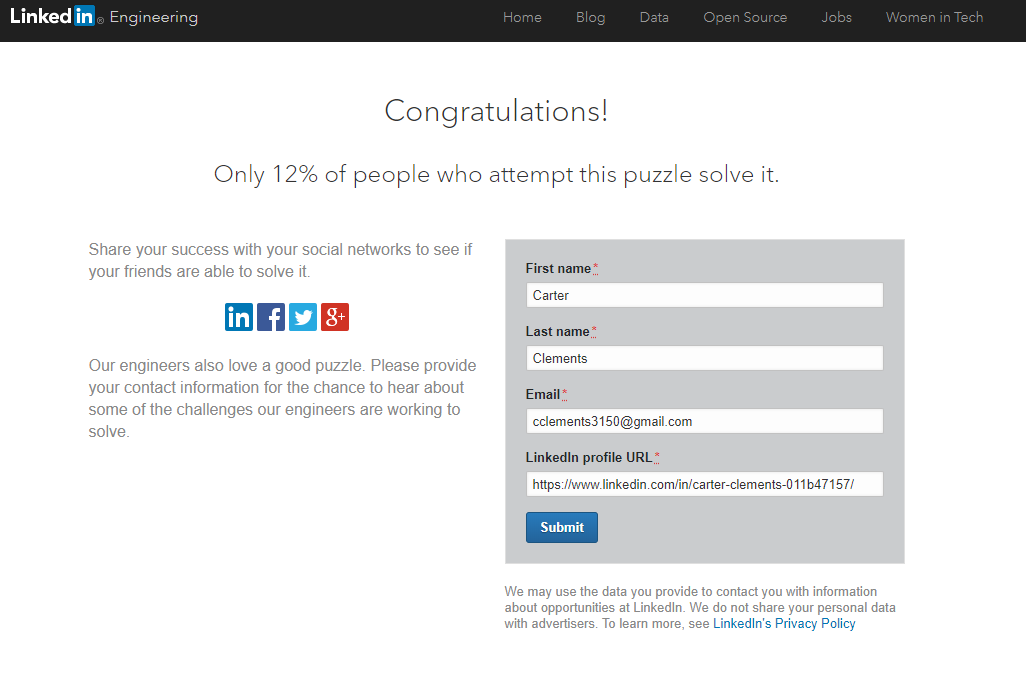 Linked in ® Engineering
Home Blog Data Open Source Jobs Women in Tech
Congratulations!
Only 12% of people who attempt this puzzle solve it.
Share your success with your social networks to see if
your friends are able to solve it.
in f g+
Our engineers also love a good puzzle. Please provide
your contact information for the chance to hear about
some of the challenges our engineers are working to
solve.
First name*
Carter
Last name*
Clements
Email*
cclements3150@gmail.com
LinkedIn profile URL*
https://www.linkedin.com/in/carter-clements-011b47157/
Submit
We may use the data you provide to contact you with information
about opportunities at LinkedIn. We do not share your personal data
with advertisers. To learn more, see LinkedIn's Privacy Policy